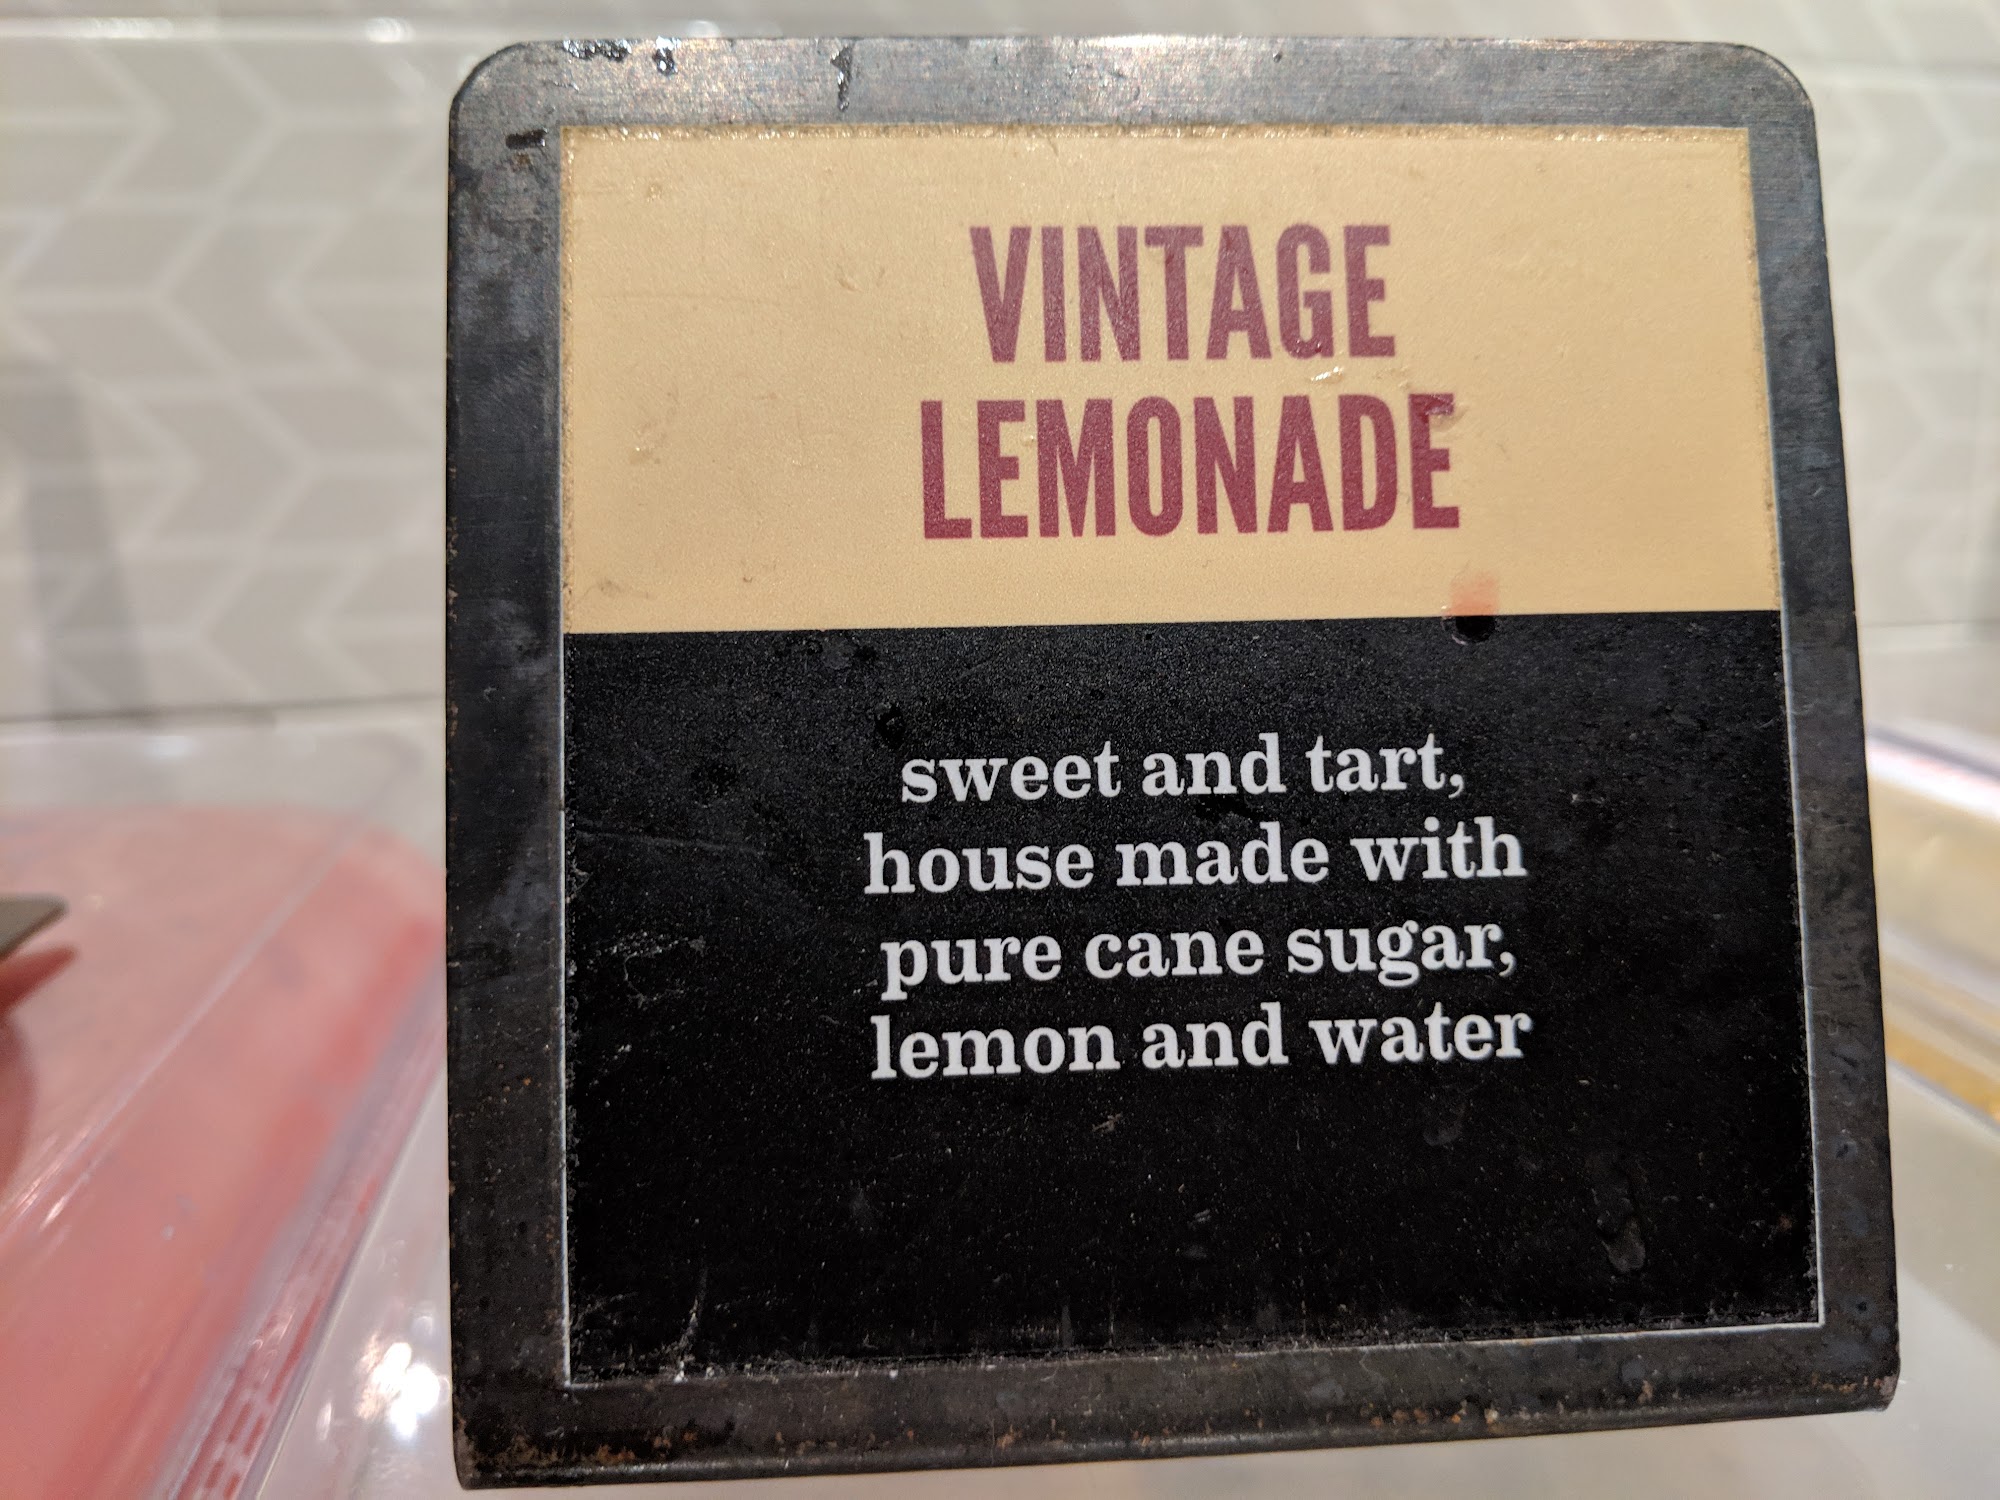 VINTAGE
LEMONADE
sweet and tart,
house made with
pure cane sugar,
lemon and water